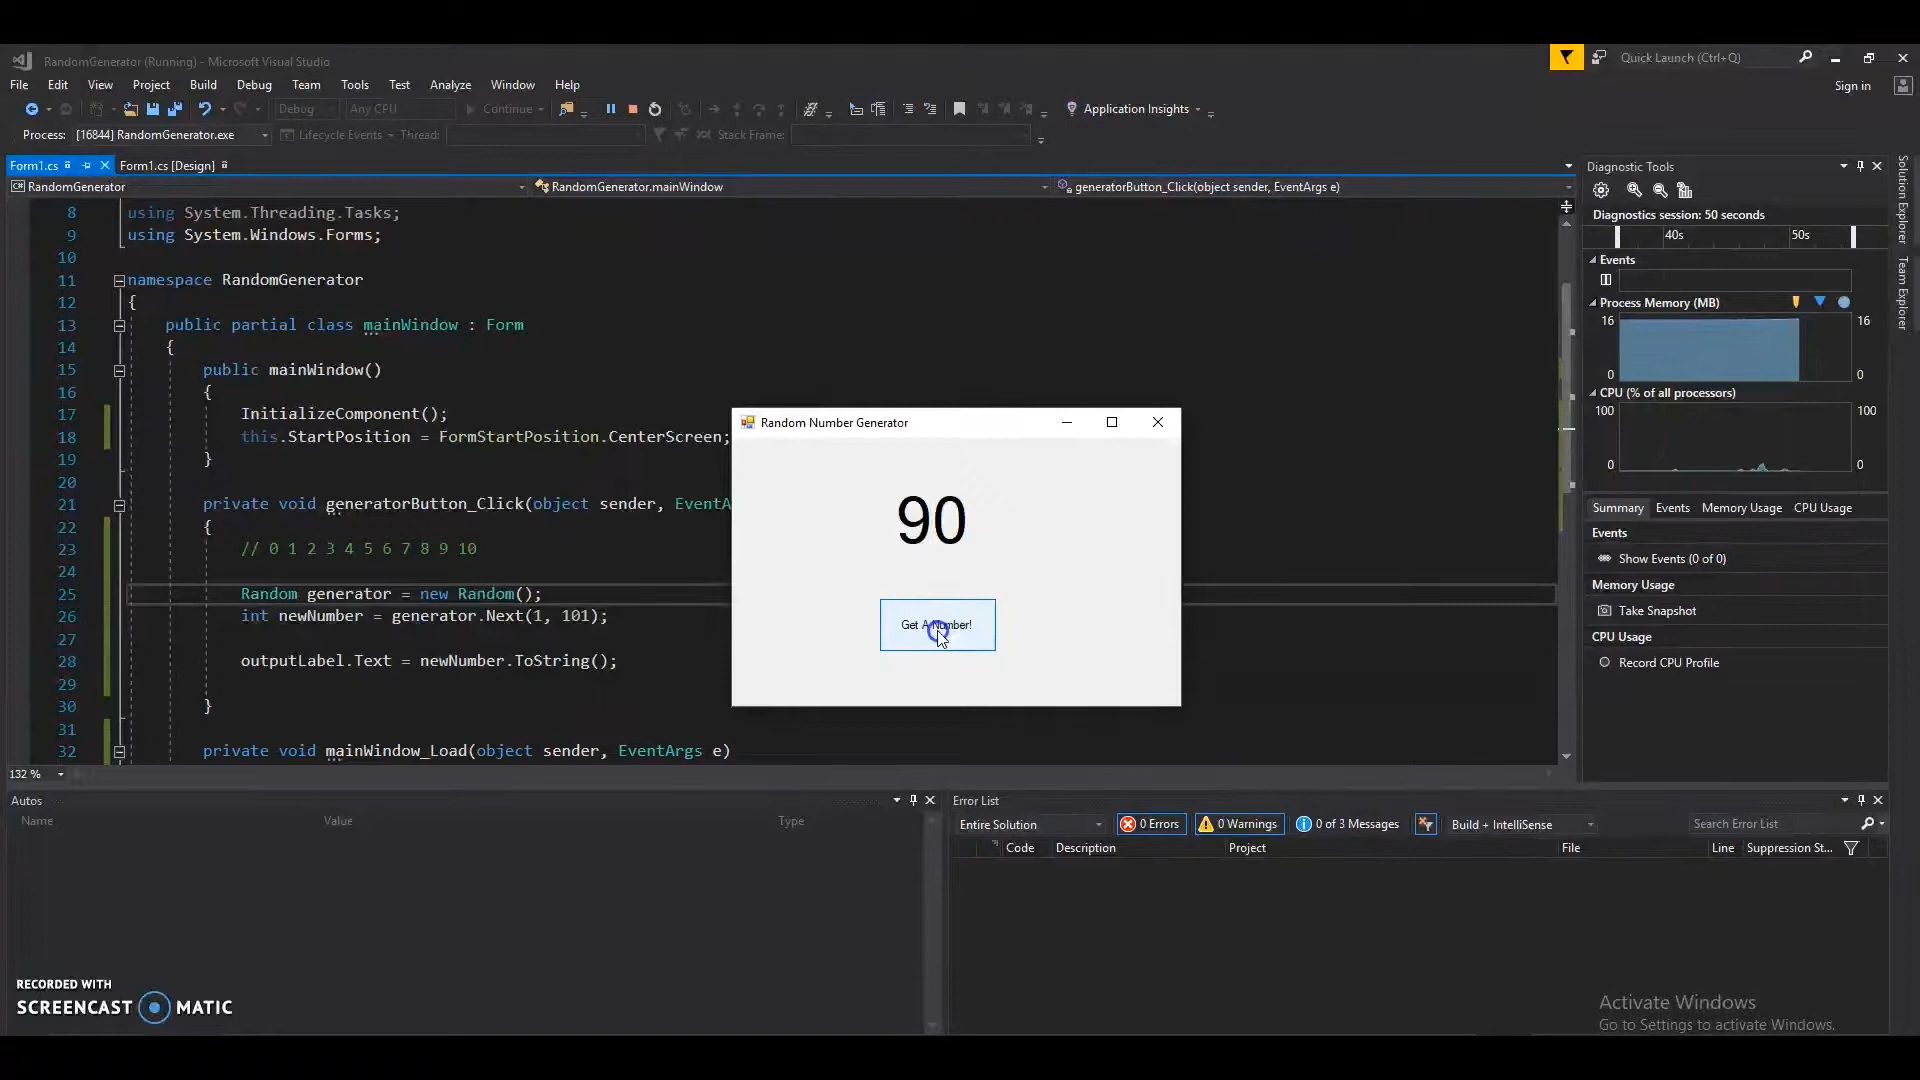 RandomGenerator (Running) - Microsoft Visual Studio
Quick Launch (Ctrl+Q)
File Edit View Project Build Debug Team Tools Test Analyze Window Help
Sign in
Debug Any CPU Continue Application Insights
Process: [16844] RandomGenerator.exe Lifecycle Events Thread: Stack Frame:
Form1.cs Form1.cs [Design]
RandomGenerator RandomGenerator.mainWindow generatorButton_Click(object sender, EventArgs e)
8 using System.Threading.Tasks;
9 using System.Windows.Forms;
10
11 namespace RandomGenerator
12 {
13 public partial class mainWindow : Form
14 {
15 public mainWindow()
16 {
17 InitializeComponent();
18 this.StartPosition = FormStartPosition.CenterScreen;
19 }
20
21 private void generatorButton_Click(object sender, EventA
22 {
23 // 0 1 2 3 4 5 6 7 8 9 10
24
25 Random generator = new Random();
26 int newNumber = generator.Next(1, 101);
27
28 outputLabel.Text = newNumber.ToString();
29
30 }
31
32 private void mainWindow_Load(object sender, EventArgs e)
132 %
Random Number Generator
90
Get A Number!
Diagnostic Tools
Diagnostics session: 50 seconds
40s 50s
Events
Process Memory (MB)
16 16
0 0
CPU (% of all processors)
100 100
0 0
Summary Events Memory Usage CPU Usage
Events
Show Events (0 of 0)
Memory Usage
Take Snapshot
CPU Usage
Record CPU Profile
Solution Explorer
Team Explorer
Autos
Name Value Type
Error List
Entire Solution 0 Errors 0 Warnings 0 of 3 Messages Build + IntelliSense Search Error List
Code Description Project File Line Suppression St...
RECORDED WITH
SCREENCAST MATIC
Activate Windows
Go to Settings to activate Windows.